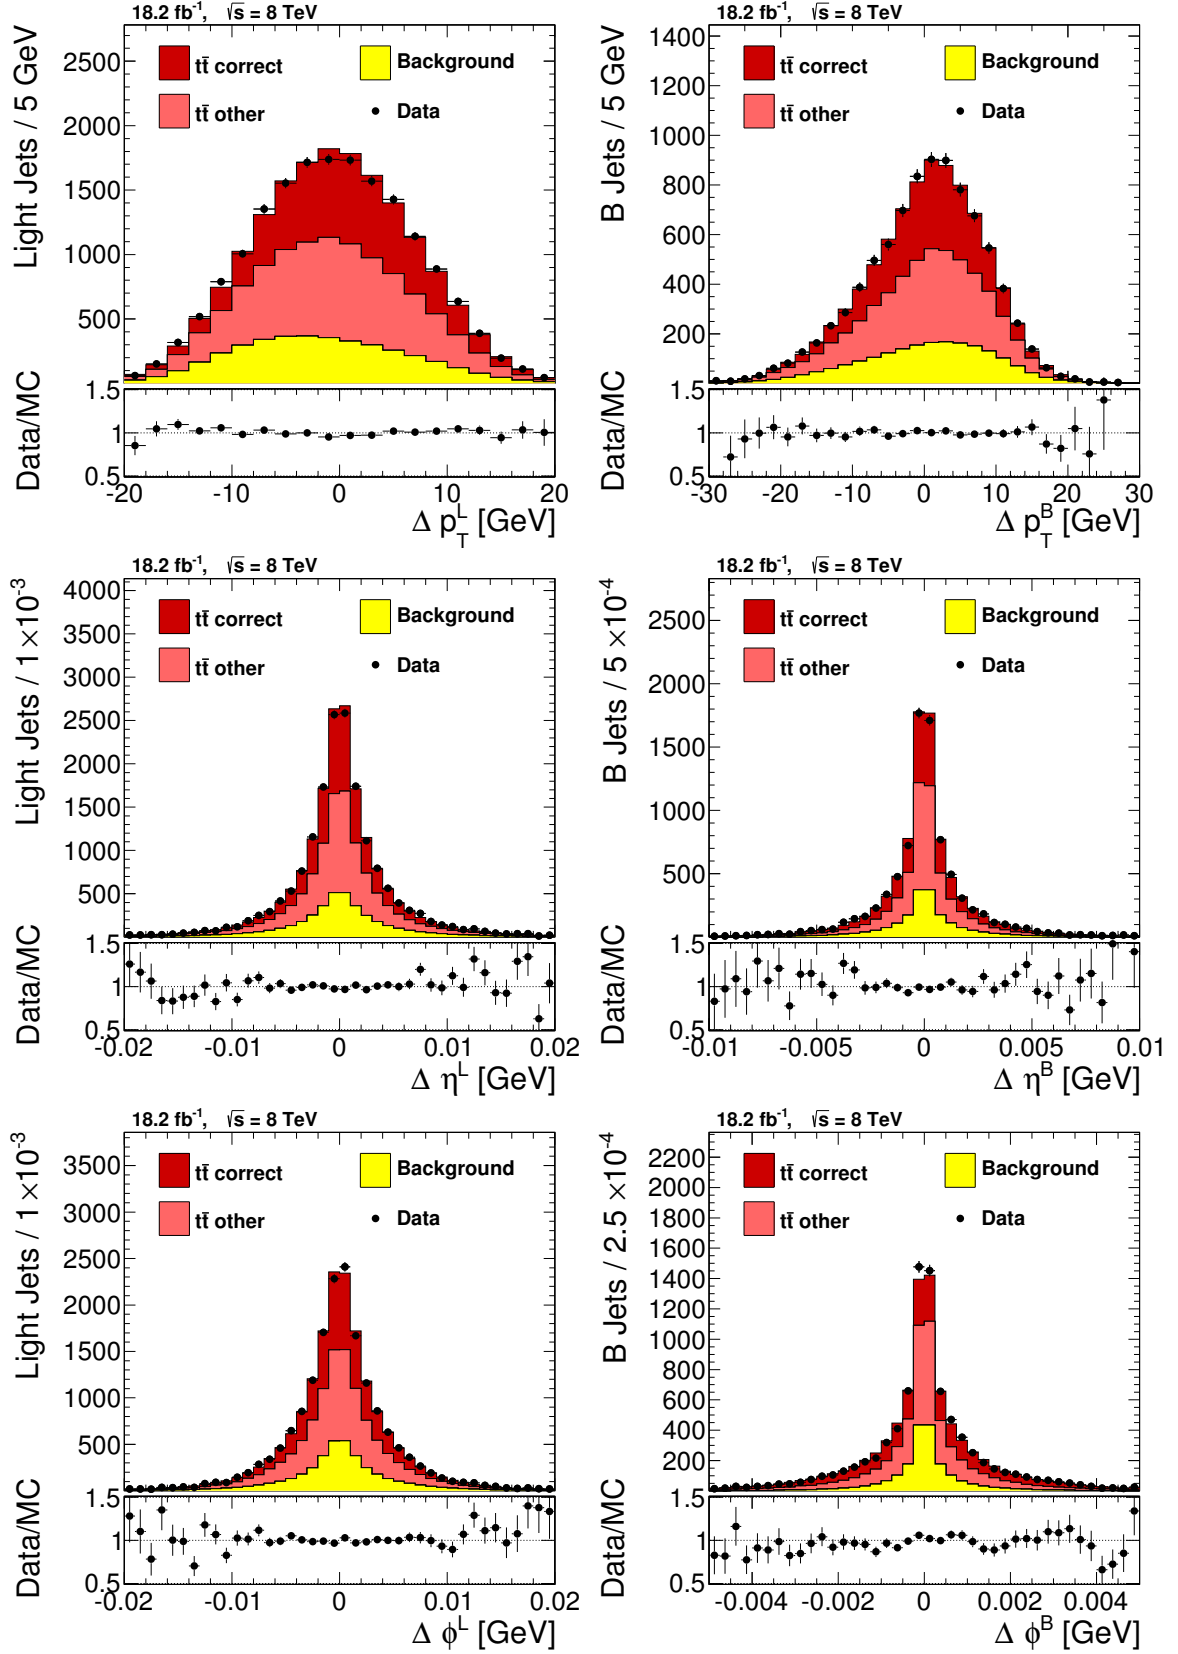 18.2 fb⁻¹, √s = 8 TeV
Light Jets / 5 GeV
2500
2000
1500
1000
500
tt̄ correct
Background
tt̄ other
Data
Data/MC
1.5
1
0.5
-20 -10 0 10 20
Δ p_T^L [GeV]
18.2 fb⁻¹, √s = 8 TeV
B Jets / 5 GeV
1400
1200
1000
800
600
400
200
tt̄ correct
Background
tt̄ other
Data
Data/MC
1.5
1
0.5
-30 -20 -10 0 10 20 30
Δ p_T^B [GeV]
18.2 fb⁻¹, √s = 8 TeV
Light Jets / 1 ×10⁻³
4000
3500
3000
2500
2000
1500
1000
500
tt̄ correct
Background
tt̄ other
Data
Data/MC
1.5
1
0.5
-0.02 -0.01 0 0.01 0.02
Δ η^L [GeV]
18.2 fb⁻¹, √s = 8 TeV
B Jets / 5 ×10⁻⁴
2500
2000
1500
1000
500
tt̄ correct
Background
tt̄ other
Data
Data/MC
1.5
1
0.5
-0.01 -0.005 0 0.005 0.01
Δ η^B [GeV]
18.2 fb⁻¹, √s = 8 TeV
Light Jets / 1 ×10⁻³
3500
3000
2500
2000
1500
1000
500
tt̄ correct
Background
tt̄ other
Data
Data/MC
1.5
1
0.5
-0.02 -0.01 0 0.01 0.02
Δ ϕ^L [GeV]
18.2 fb⁻¹, √s = 8 TeV
B Jets / 2.5 ×10⁻⁴
2200
2000
1800
1600
1400
1200
1000
800
600
400
200
tt̄ correct
Background
tt̄ other
Data
Data/MC
1.5
1
0.5
-0.004 -0.002 0 0.002 0.004
Δ ϕ^B [GeV]